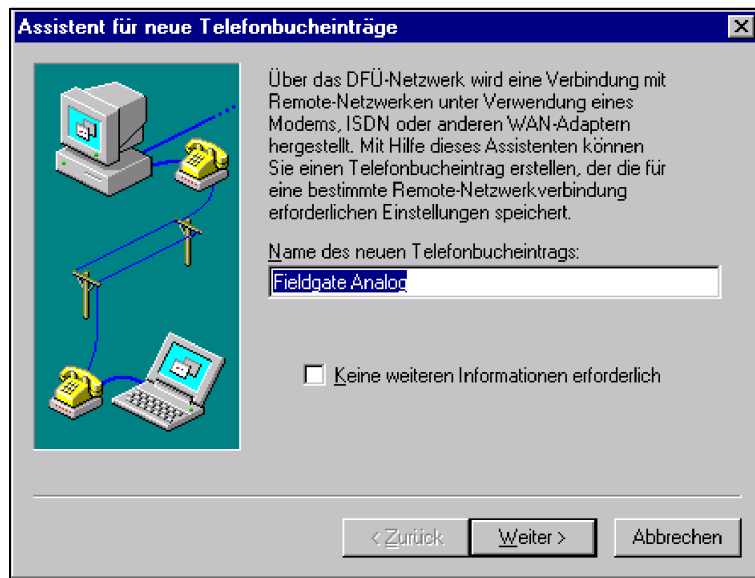 Assistent für neue Telefonbucheinträge
Über das DFÜ-Netzwerk wird eine Verbindung mit
Remote-Netzwerken unter Verwendung eines
Modems, ISDN oder anderen WAN-Adaptern
hergestellt. Mit Hilfe dieses Assistenten können
Sie einen Telefonbucheintrag erstellen, der die für
eine bestimmte Remote-Netzwerkverbindung
erforderlichen Einstellungen speichert.
Name des neuen Telefonbucheintrags:
Fieldgate Analog
Keine weiteren Informationen erforderlich
< Zurück
Weiter >
Abbrechen